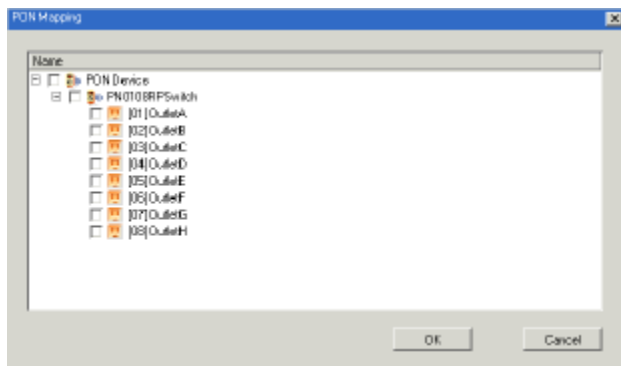 PON Mapping
Name
PON Device
PN0108RPSwitch
[01]OutletA
[02]OutletB
[03]OutletC
[04]OutletD
[05]OutletE
[06]OutletF
[07]OutletG
[08]OutletH
OK
Cancel